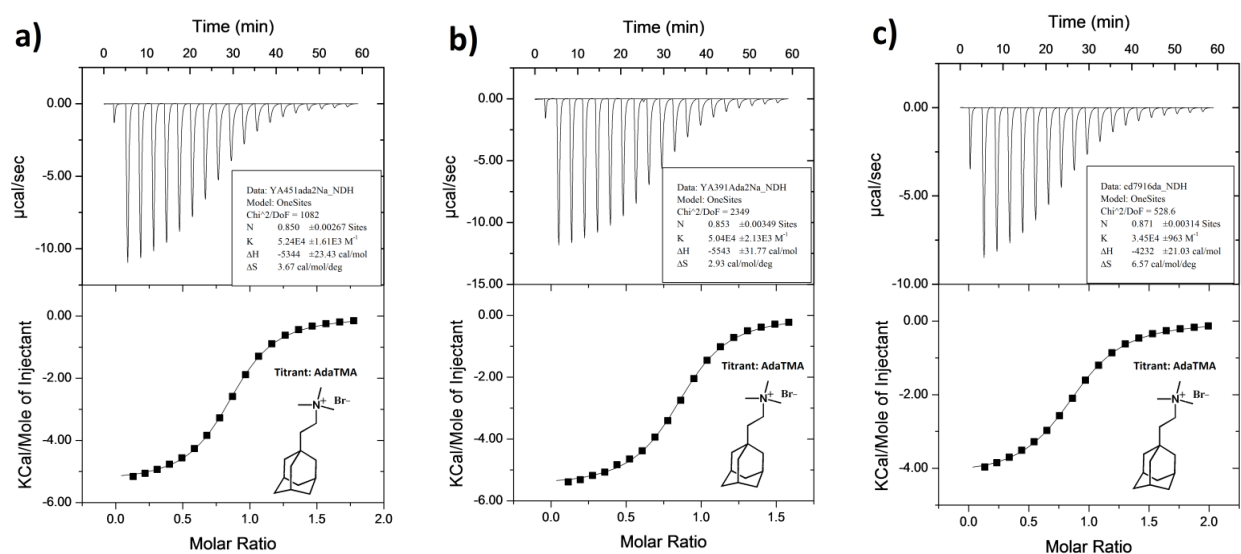 a)
Time (min)
0 10 20 30 40 50 60
0.00
-5.00
-10.00
µcal/sec
Data: YA451ada2Na_NDH
Model: OneSites
Chi^2/DoF = 1082
N 0.850 ±0.00267 Sites
K 5.24E4 ±1.61E3 M⁻¹
ΔH -5344 ±23.43 cal/mol
ΔS 3.67 cal/mol/deg
0.00
-2.00
-4.00
-6.00
KCal/Mole of Injectant
Titrant: AdaTMA
N⁺ Br–
0.0 0.5 1.0 1.5 2.0
Molar Ratio
b)
Time (min)
0 10 20 30 40 50 60
0.00
-5.00
-10.00
-15.00
µcal/sec
Data: YA391Ada2Na_NDH
Model: OneSites
Chi^2/DoF = 2349
N 0.853 ±0.00349 Sites
K 5.04E4 ±2.13E3 M⁻¹
ΔH -5543 ±31.77 cal/mol
ΔS 2.93 cal/mol/deg
0.00
-2.00
-4.00
-6.00
KCal/Mole of Injectant
Titrant: AdaTMA
N⁺ Br–
0.0 0.5 1.0 1.5
Molar Ratio
c)
Time (min)
0 10 20 30 40 50 60
0.00
-5.00
-10.00
µcal/sec
Data: cd7916da_NDH
Model: OneSites
Chi^2/DoF = 528.6
N 0.871 ±0.00314 Sites
K 3.45E4 ±963 M⁻¹
ΔH -4232 ±21.03 cal/mol
ΔS 6.57 cal/mol/deg
0.00
-2.00
-4.00
KCal/Mole of Injectant
Titrant: AdaTMA
N⁺ Br–
0.0 0.5 1.0 1.5 2.0
Molar Ratio